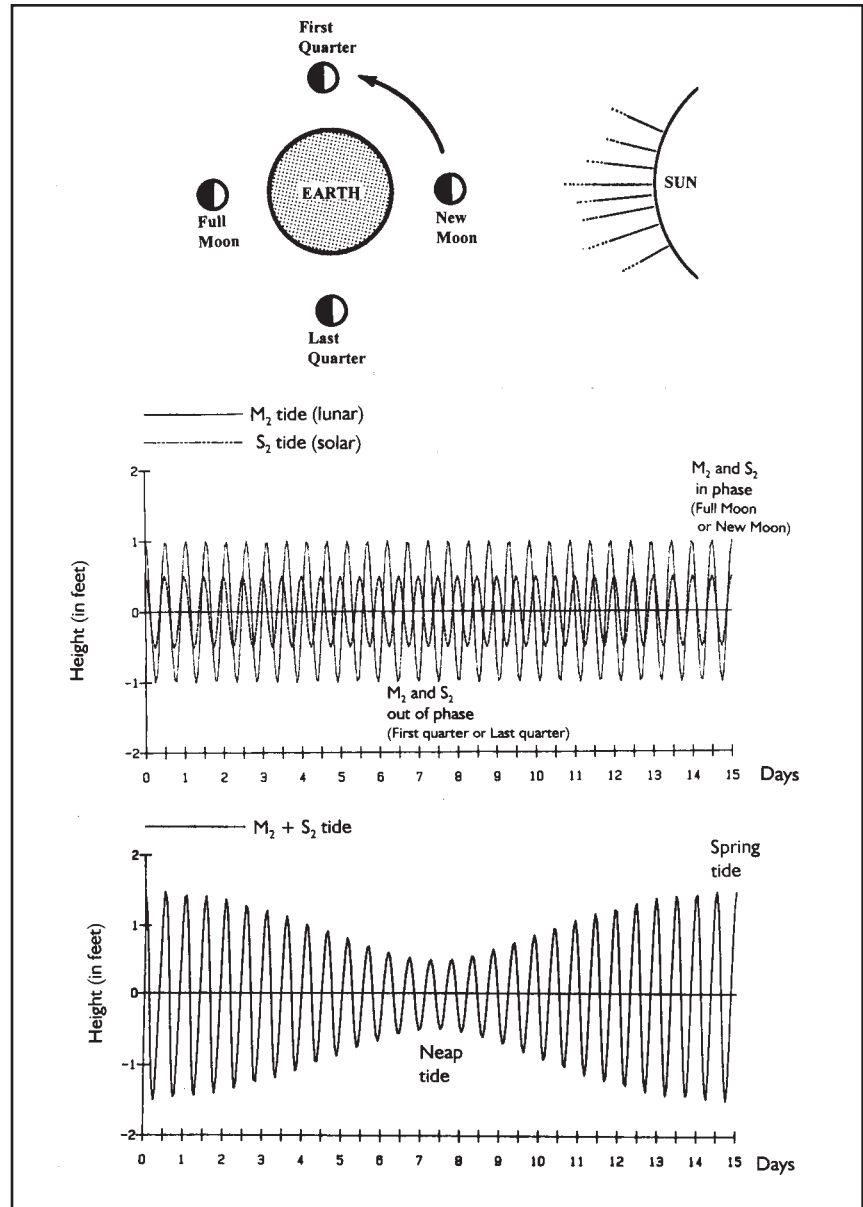 First
Quarter
EARTH
Full
Moon
New
Moon
SUN
Last
Quarter
M₂ tide (lunar)
S₂ tide (solar)
M₂ and S₂
in phase
(Full Moon
or New Moon)
Height (in feet)
2
1
0
-1
-2
M₂ and S₂
out of phase
(First quarter or Last quarter)
0 1 2 3 4 5 6 7 8 9 10 11 12 13 14 15 Days
M₂ + S₂ tide
Spring
tide
Height (in feet)
2
1
0
-1
-2
Neap
tide
0 1 2 3 4 5 6 7 8 9 10 11 12 13 14 15 Days